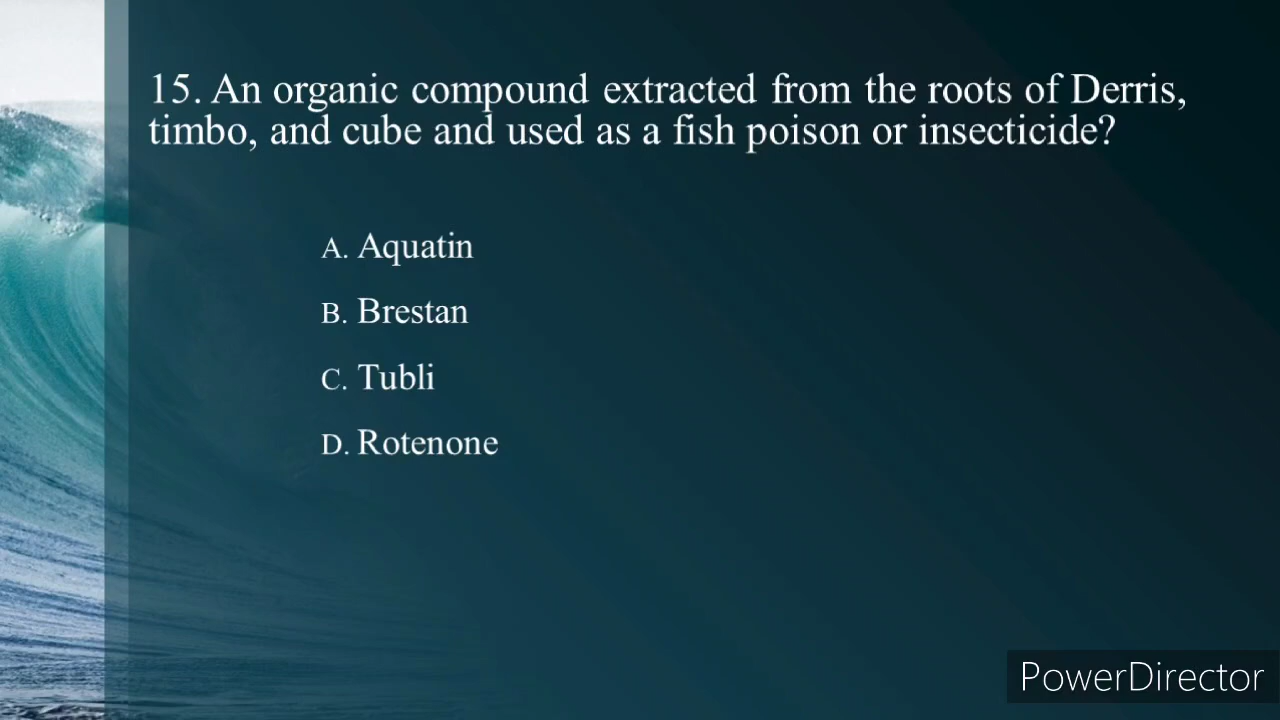 15. An organic compound extracted from the roots of Derris,
timbo, and cube and used as a fish poison or insecticide?
A. Aquatin
B. Brestan
C. Tubli
D. Rotenone
PowerDirector